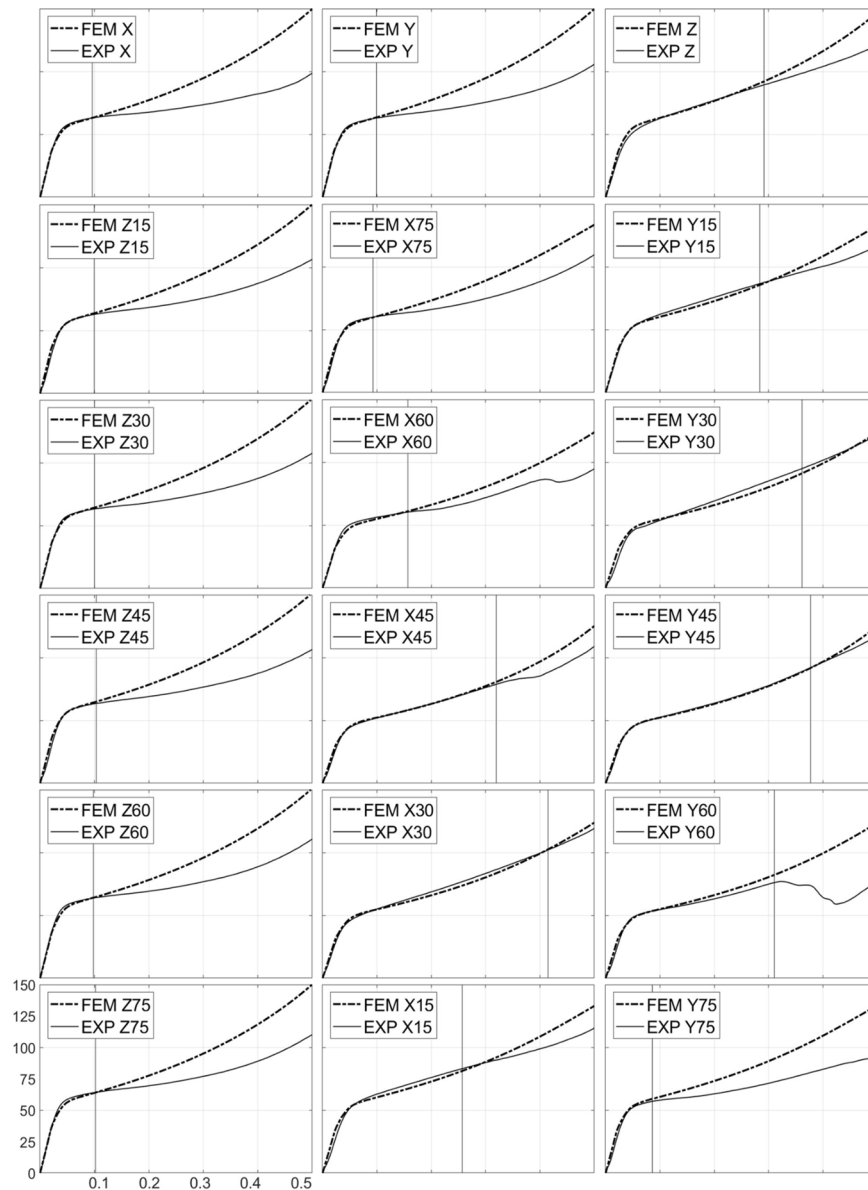 FEM X
EXP X
FEM Y
EXP Y
FEM Z
EXP Z
FEM Z15
EXP Z15
FEM X75
EXP X75
FEM Y15
EXP Y15
FEM Z30
EXP Z30
FEM X60
EXP X60
FEM Y30
EXP Y30
FEM Z45
EXP Z45
FEM X45
EXP X45
FEM Y45
EXP Y45
FEM Z60
EXP Z60
FEM X30
EXP X30
FEM Y60
EXP Y60
150
125
100
75
50
25
0
FEM Z75
EXP Z75
FEM X15
EXP X15
FEM Y75
EXP Y75
0.1 0.2 0.3 0.4 0.5